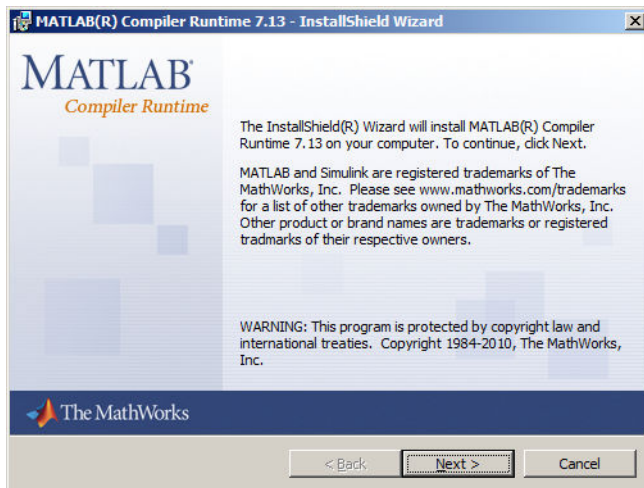 MATLAB(R) Compiler Runtime 7.13 - InstallShield Wizard
MATLAB®
Compiler Runtime
The InstallShield(R) Wizard will install MATLAB(R) Compiler
Runtime 7.13 on your computer. To continue, click Next.
MATLAB and Simulink are registered trademarks of The
MathWorks, Inc.  Please see www.mathworks.com/trademarks
for a list of other trademarks owned by The MathWorks, Inc.
Other product or brand names are trademarks or registered
tradmarks of their respective owners.
WARNING: This program is protected by copyright law and
international treaties.  Copyright 1984-2010, The MathWorks,
Inc.
The MathWorks
< Back
Next >
Cancel